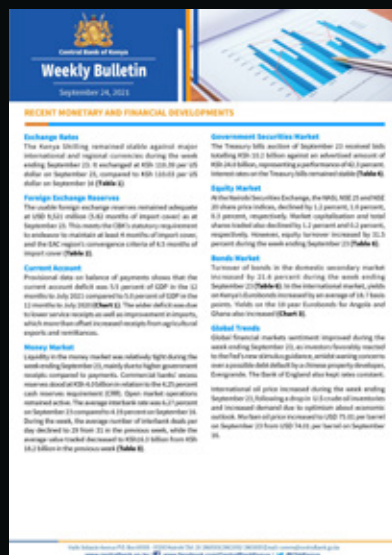 Central Bank of Kenya
Weekly Bulletin
September 24, 2021
RECENT MONETARY AND FINANCIAL DEVELOPMENTS
Exchange Rates
The Kenya Shilling remained stable against major
international and regional currencies during the week
ending September 23. It exchanged at KSh 110.30 per US
dollar on September 23, compared to KSh 110.03 per US
dollar on September 16 (Table 1).
Foreign Exchange Reserves
The usable foreign exchange reserves remained adequate
at USD 9,521 million (5.82 months of import cover) as at
September 23. This meets the CBK's statutory requirement
to endeavour to maintain at least 4 months of import cover,
and the EAC region's convergence criteria of 4.5 months of
import cover (Table 2).
Current Account
Provisional data on balance of payments shows that the
current account deficit was 5.5 percent of GDP in the 12
months to July 2021 compared to 5.0 percent of GDP in the
12 months to July 2020 (Chart 1). The wider deficit was due
to lower service receipts as well as improvement in imports,
which more than offset increased receipts from agricultural
exports and remittances.
Money Market
Liquidity in the money market was relatively tight during the
week ending September 23, mainly due to higher government
receipts compared to payments. Commercial banks' excess
reserves stood at KSh in relation to the 4.25 percent
cash reserves requirement (CRR). Open market operations
remained active. The average interbank rate was percent
on September 23 compared to percent on September 16.
During the week, the average number of interbank deals per
day declined to 29 from 31 in the previous week, while the
average value traded decreased to KSh billion from KSh
billion in the previous week (Table 3).
Government Securities Market
The Treasury bills auction of September 23 received bids
totalling KSh 10.2 billion against an advertised amount of
KSh 24.0 billion, representing a performance of 42.3 percent.
Interest rates on the Treasury bills remained stable (Table 4).
Equity Market
At the Nairobi Securities Exchange, the NASI, NSE 25 and NSE
20 share price indices, declined by 1.2 percent, 1.0 percent,
0.3 percent, respectively. Market capitalisation and total
shares traded also declined by 1.2 percent and 0.2 percent,
respectively. However, equity turnover increased by 31.5
percent during the week ending September 23 (Table 6).
Bonds Market
Turnover of bonds in the domestic secondary market
increased by 21.6 percent during the week ending
September 23 (Table 6). In the international market, yields
on Kenya's Eurobonds increased by an average of 18.7 basis
points. Yields on the 10-year Eurobonds for Angola and
Ghana also increased (Chart 3).
Global Trends
Global financial markets sentiment improved during the
week ending September 23, as investors favorably reacted
to the Fed's new stimulus guidance, amidst waning concerns
over a possible debt default by a Chinese property developer,
Evergrande. The Bank of England also kept rates constant.
International oil price increased during the week ending
September 23, following a drop in U.S crude oil inventories
and increased demand due to optimism about economic
outlook. Murban oil price increased to USD per barrel
on September 23 from USD per barrel on September
16.